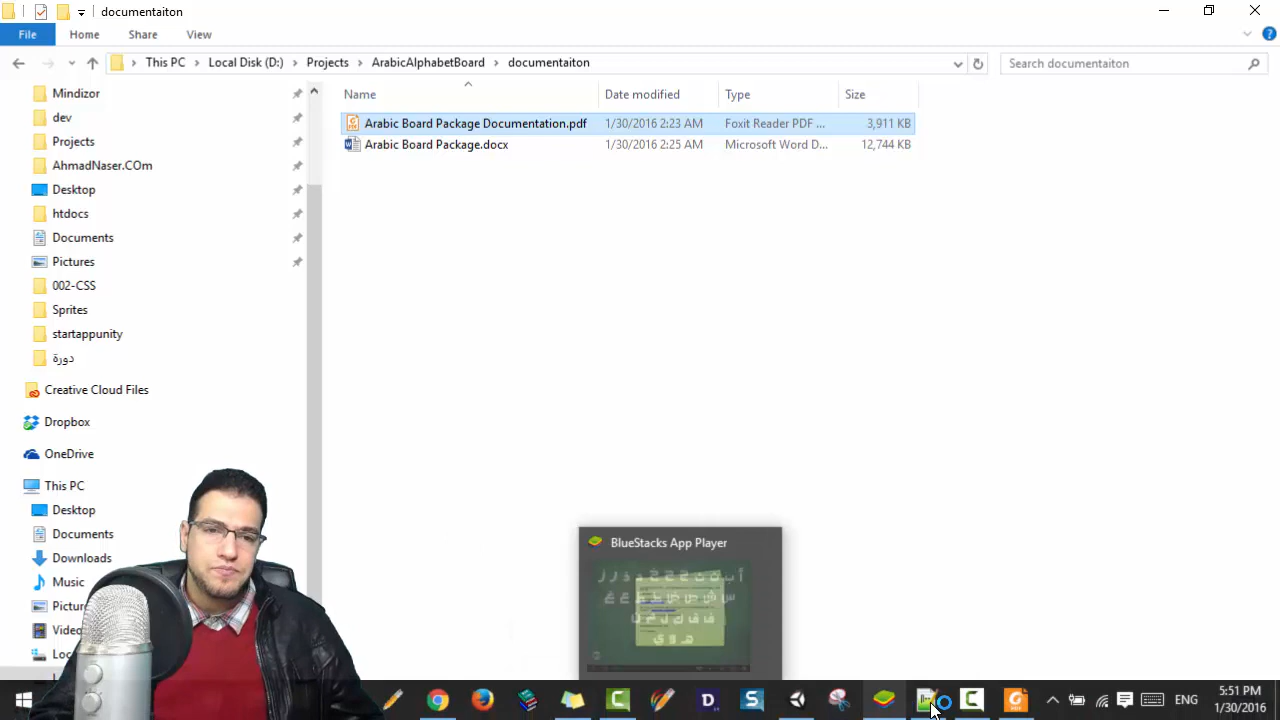 documentaiton
File
Home
Share
View
This PC
Local Disk (D:)
Projects
ArabicAlphabetBoard
documentaiton
Search documentaiton
Name
Date modified
Type
Size
Arabic Board Package Documentation.pdf
1/30/2016 2:23 AM
Foxit Reader PDF ...
3,911 KB
Arabic Board Package.docx
1/30/2016 2:25 AM
Microsoft Word D...
12,744 KB
Mindizor
dev
Projects
AhmadNaser.COm
Desktop
htdocs
Documents
Pictures
002-CSS
Sprites
startappunity
دورة
Creative Cloud Files
Dropbox
OneDrive
This PC
Desktop
Documents
Downloads
Music
BlueStacks App Player
ENG
5:51 PM
1/30/2016